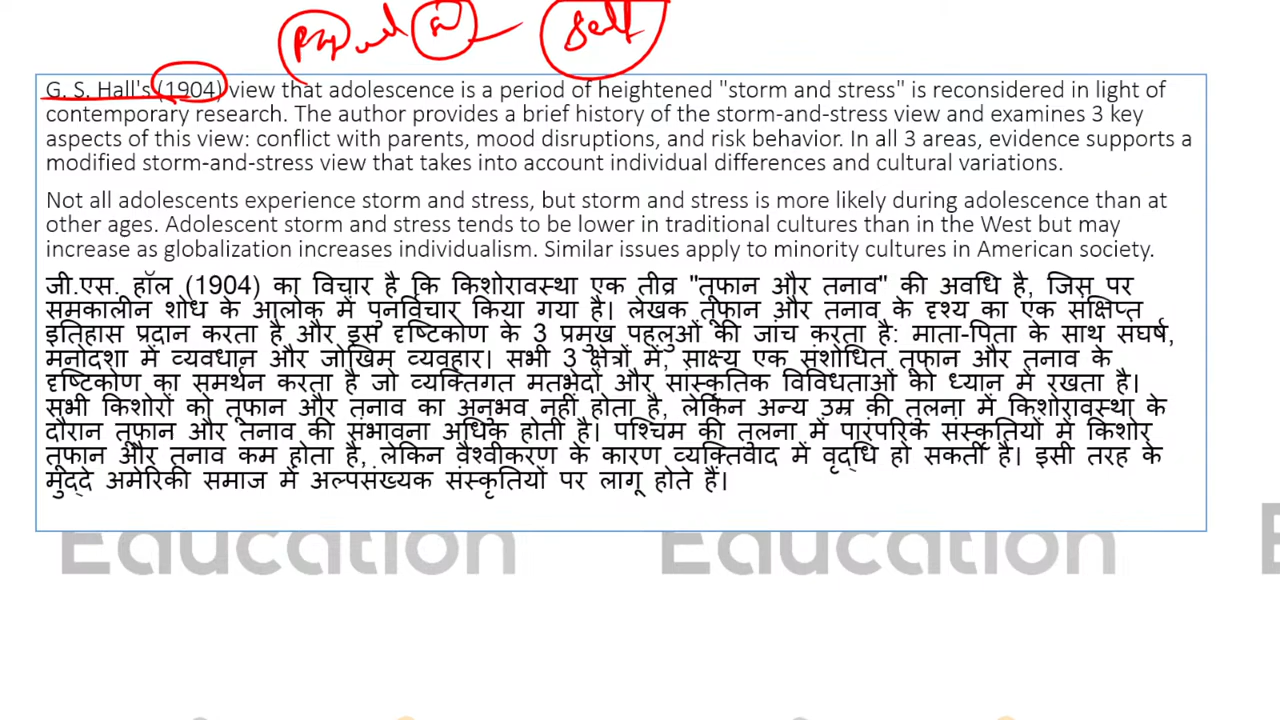 G. S. Hall's (1904) view that adolescence is a period of heightened "storm and stress" is reconsidered in light of
contemporary research. The author provides a brief history of the storm-and-stress view and examines 3 key
aspects of this view: conflict with parents, mood disruptions, and risk behavior. In all 3 areas, evidence supports a
modified storm-and-stress view that takes into account individual differences and cultural variations.
Not all adolescents experience storm and stress, but storm and stress is more likely during adolescence than at
other ages. Adolescent storm and stress tends to be lower in traditional cultures than in the West but may
increase as globalization increases individualism. Similar issues apply to minority cultures in American society.
जी.एस. हॉल (1904) का विचार है कि किशोरावस्था एक तीव्र "तूफान और तनाव" की अवधि है, जिस पर
समकालीन शोध के आलोक में पुनर्विचार किया गया है। लेखक तूफान और तनाव के दृश्य का एक संक्षिप्त
इतिहास प्रदान करता है और इस दृष्टिकोण के 3 प्रमुख पहलुओं की जांच करता है: माता-पिता के साथ संघर्ष,
मनोदशा में व्यवधान और जोखिम व्यवहार। सभी 3 क्षेत्रों में, साक्ष्य एक संशोधित तूफान और तनाव के
दृष्टिकोण का समर्थन करता है जो व्यक्तिगत मतभेदों और सांस्कृतिक विविधताओं को ध्यान में रखता है।
सभी किशोरों को तूफान और तनाव का अनुभव नहीं होता है, लेकिन अन्य उम्र की तुलना में किशोरावस्था के
दौरान तूफान और तनाव की संभावना अधिक होती है। पश्चिम की तुलना में पारंपरिक संस्कृतियों में किशोर
तूफान और तनाव कम होता है, लेकिन वैश्वीकरण के कारण व्यक्तिवाद में वृद्धि हो सकती है। इसी तरह के
मुद्दे अमेरिकी समाज में अल्पसंख्यक संस्कृतियों पर लागू होते हैं।
Education Education